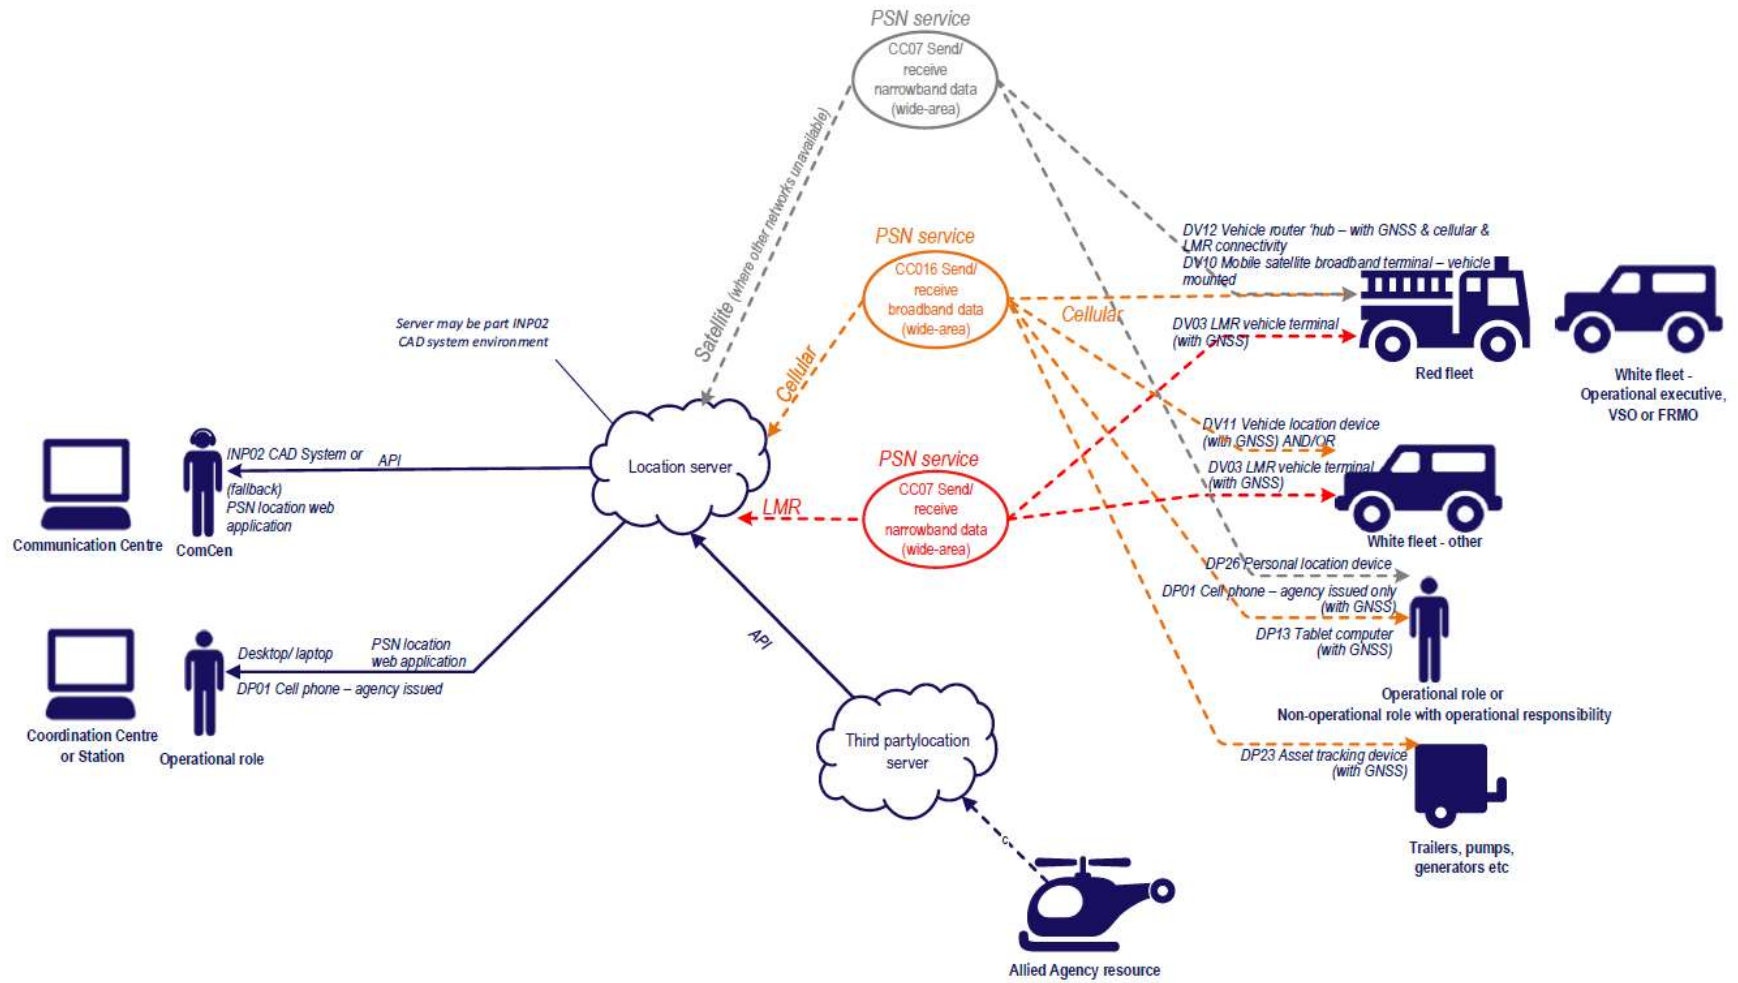 PSN service
CC07 Send/
receive
narrowband data
(wide-area)
Satellite (where other networks unavailable)
PSN service
CC016 Send/
receive
broadband data
(wide-area)
Cellular
Cellular
PSN service
CC07 Send/
receive
narrowband data
(wide-area)
LMR
DV12 Vehicle router 'hub – with GNSS & cellular &
LMR connectivity
DV10 Mobile satellite broadband terminal – vehicle
mounted
DV03 LMR vehicle terminal
(with GNSS)
Red fleet
White fleet -
Operational executive,
VSO or FRMO
DV11 Vehicle location device
(with GNSS) AND/OR
DV03 LMR vehicle terminal
(with GNSS)
White fleet - other
DP26 Personal location device
DP01 Cell phone – agency issued only
(with GNSS)
DP13 Tablet computer
(with GNSS)
Operational role or
Non-operational role with operational responsibility
DP23 Asset tracking device
(with GNSS)
Trailers, pumps,
generators etc
Server may be part INP02
CAD system environment
Location server
INP02 CAD System or
API
(fallback)
PSN location web
application
Communication Centre
ComCen
Desktop/ laptop
PSN location
web application
DP01 Cell phone – agency issued
Coordination Centre
or Station
Operational role
API
Third partylocation
server
c
Allied Agency resource